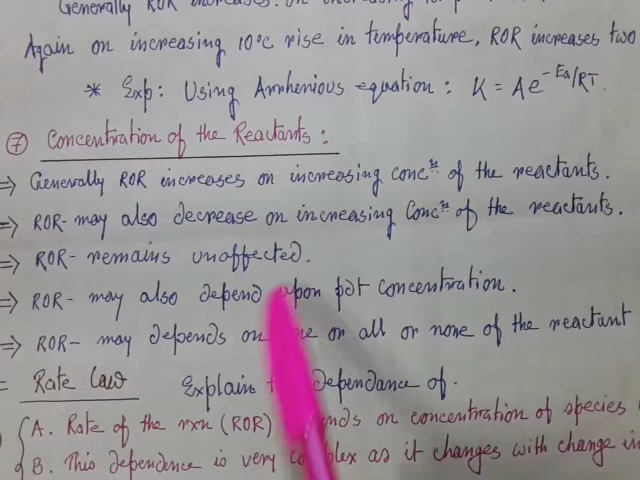 Generally ROR increases. On increasing 10
Again on increasing 10°C rise in temperature, ROR increases two
* Exp: Using Arrhenious equation: K = Ae^-Ea/RT.
⑦ Concentration of the Reactants:
⇒ Generally ROR increases on increasing concⁿ of the reactants.
⇒ ROR- may also decrease on increasing Concⁿ of the reactants.
⇒ ROR- remains unaffected.
⇒ ROR- may also depend upon pdt concentration.
⇒ ROR- may depends on or all or none of the reactant
= Rate law Explain dependance of.
A. Rate of the rxn (ROR) on concentration of species
B. This dependence is very complex as it changes with change in